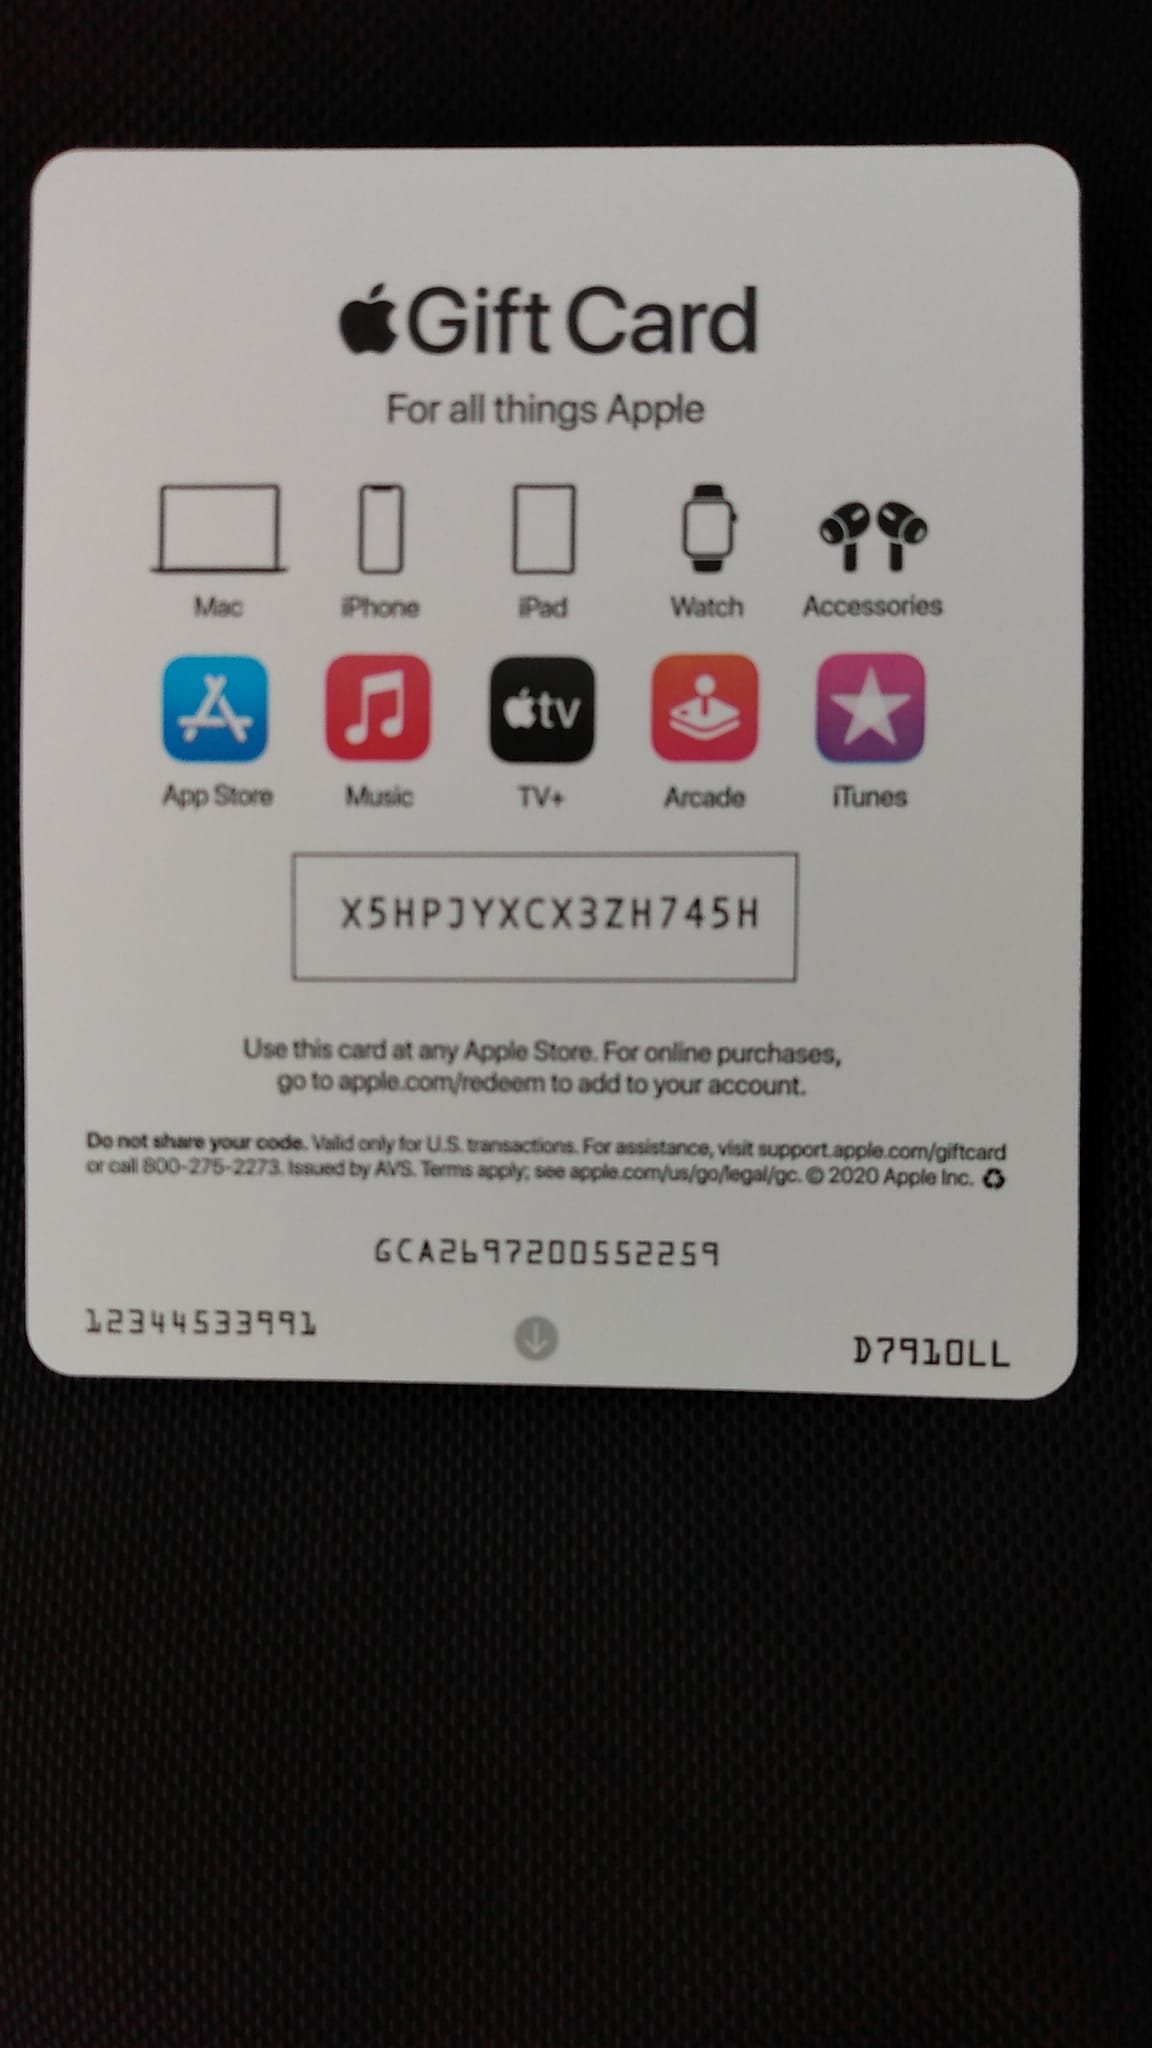 Gift Card
For all things Apple
Mac iPhone iPad Watch Accessories
tv
App Store Music TV+ Arcade iTunes
X5HPJYXCX3ZH745H
Use this card at any Apple Store. For online purchases,
go to apple.com/redeem to add to your account.
Do not share your code. Valid only for U.S. transactions. For assistance, visit support.apple.com/giftcard
or call 800-275-2273. Issued by AVS. Terms apply; see apple.com/us/go/legal/gc. © 2020 Apple Inc.
GCA2697200552259
12344533991
D7910LL